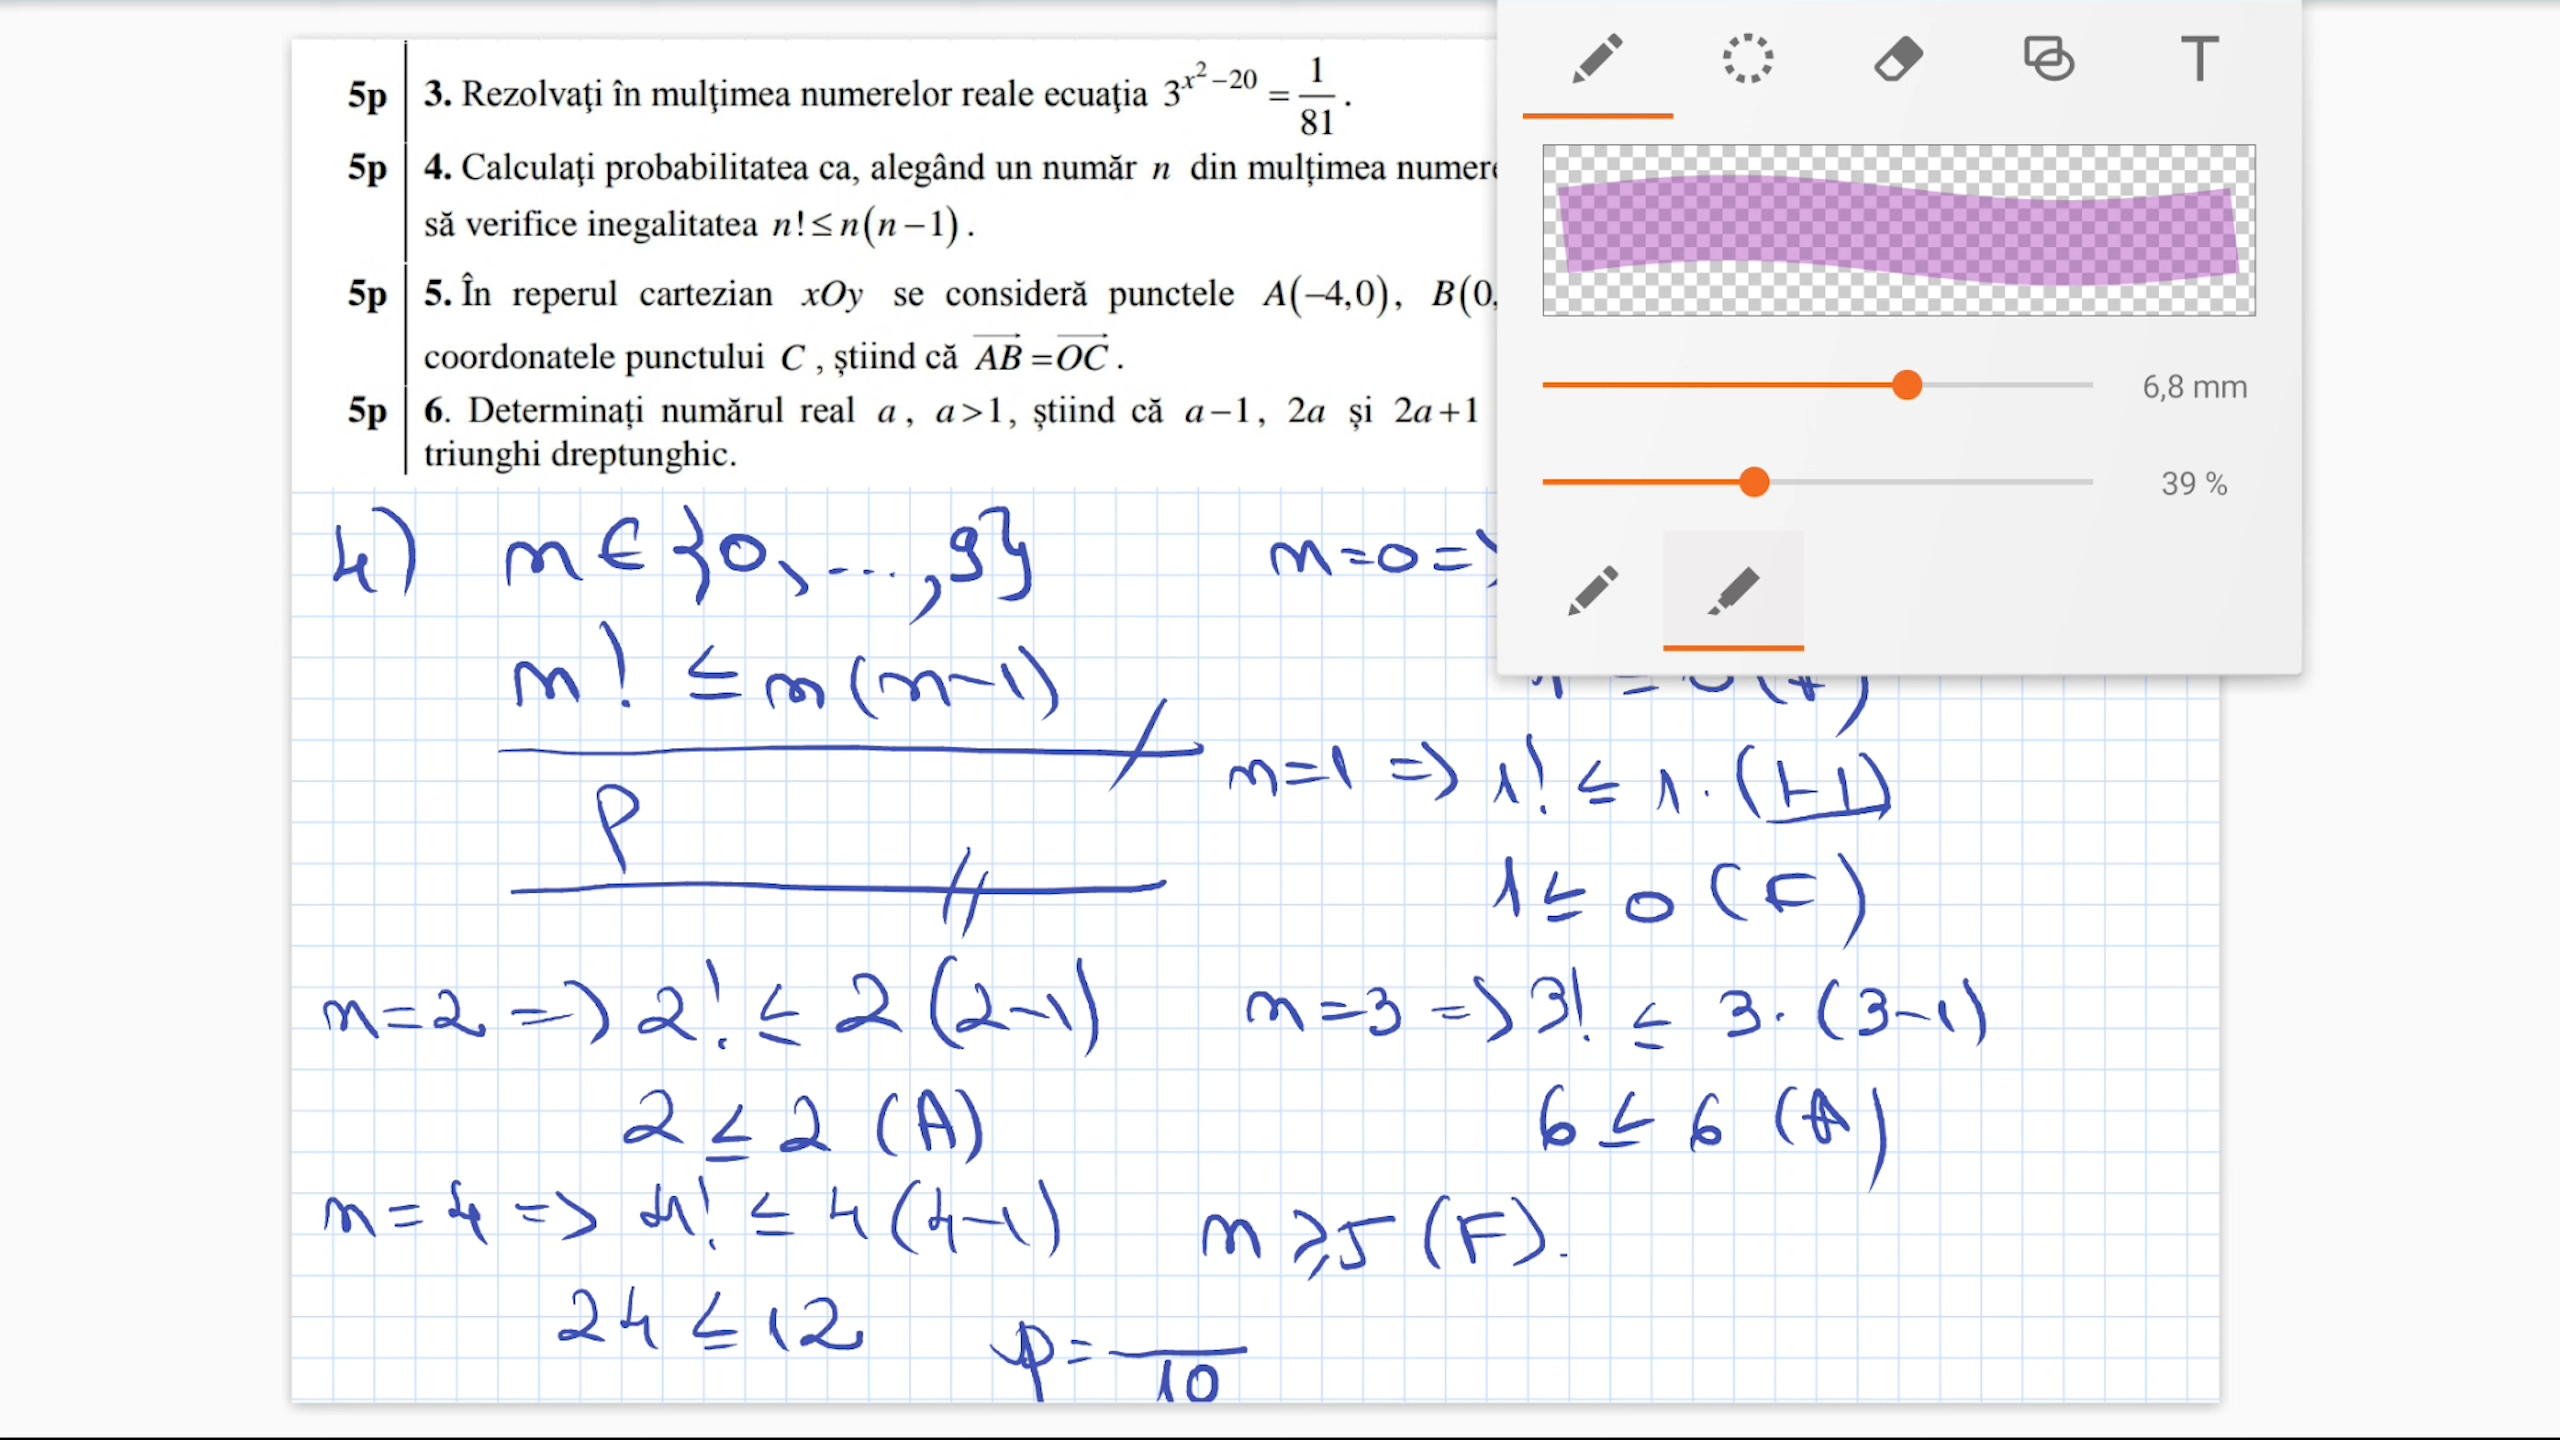 5p 3. Rezolvaţi în mulţimea numerelor reale ecuaţia 3^{x^2-20} = 1/81 .
5p 4. Calculați probabilitatea ca, alegând un număr n din mulțimea
să verifice inegalitatea n! ≤ n(n−1).
5p 5. În reperul cartezian xOy se consideră punctele A(−4,0), B(0,
coordonatele punctului C , știind că AB = OC .
5p 6. Determinați numărul real a , a > 1, știind că a−1, 2a și 2a+1
triunghi dreptunghic.
6,8 mm
39 %
T
4) n ∈ {0, ..., 9}
n! ≤ n(n-1)
P
n=0 =>
n=1 => 1! ≤ 1·(1-1)
1 ≤ 0 (F)
n=2 => 2! ≤ 2(2-1)
2 ≤ 2 (A)
n=3 => 3! ≤ 3·(3-1)
6 ≤ 6 (A)
n=4 => 4! ≤ 4(4-1)
24 ≤ 12
n ≥ 5 (F).
p = /10